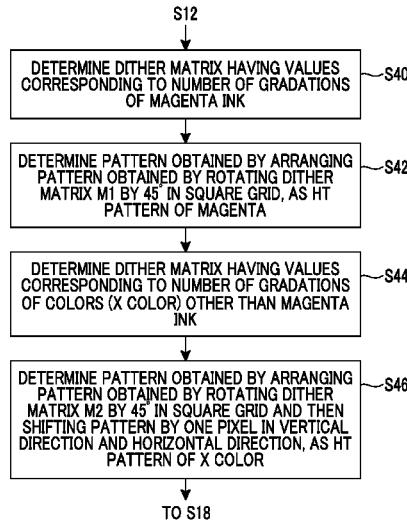 S12
DETERMINE DITHER MATRIX HAVING VALUES
CORRESPONDING TO NUMBER OF GRADATIONS
OF MAGENTA INK
S40
DETERMINE PATTERN OBTAINED BY ARRANGING
PATTERN OBTAINED BY ROTATING DITHER
MATRIX M1 BY 45° IN SQUARE GRID, AS HT
PATTERN OF MAGENTA
S42
DETERMINE DITHER MATRIX HAVING VALUES
CORRESPONDING TO NUMBER OF GRADATIONS
OF COLORS (X COLOR) OTHER THAN MAGENTA
INK
S44
DETERMINE PATTERN OBTAINED BY ARRANGING
PATTERN OBTAINED BY ROTATING DITHER
MATRIX M2 BY 45° IN SQUARE GRID AND THEN
SHIFTING PATTERN BY ONE PIXEL IN VERTICAL
DIRECTION AND HORIZONTAL DIRECTION, AS HT
PATTERN OF X COLOR
S46
TO S18